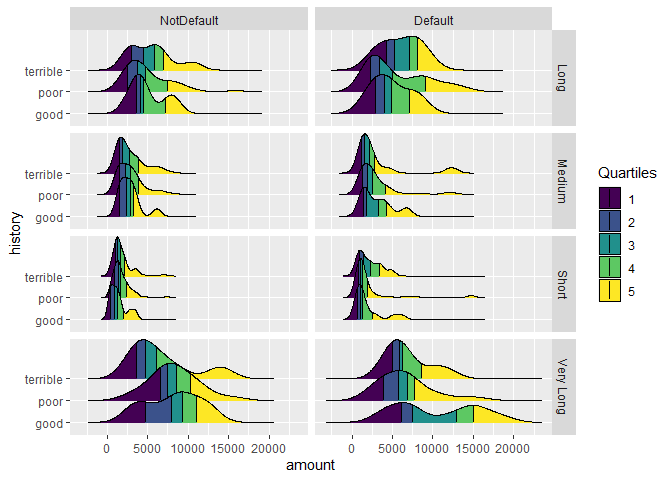 NotDefault Default
terrible
poor
good
Long
terrible
poor
good
Medium
terrible
poor
good
Short
terrible
poor
good
Very Long
0 5000 10000 15000 20000 0 5000 10000 15000 20000
amount
history
Quartiles
1
2
3
4
5